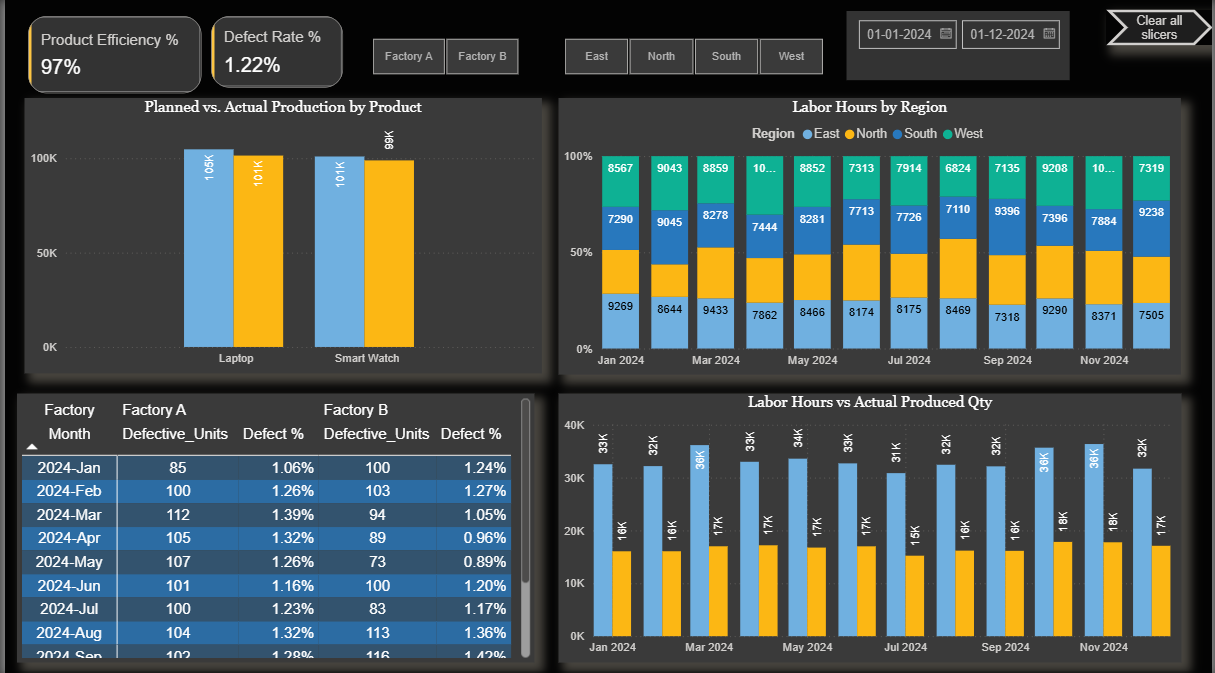 Product Efficiency %
97%
Defect Rate %
1.22%
Factory A
Factory B
East
North
South
West
01-01-2024
01-12-2024
Clear all
slicers
Planned vs. Actual Production by Product
100K
50K
0K
105K
101K
101K
99K
Laptop
Smart Watch
Labor Hours by Region
Region East North South West
100%
50%
0%
8567 9043 8859 10... 8852 7313 7914 6824 7135 9208 10... 7319
7290 9045 8278 7444 8281 7713 7726 7110 9396 7396 7884 9238
9269 8644 9433 7862 8466 8174 8175 8469 7318 9290 8371 7505
Jan 2024 Mar 2024 May 2024 Jul 2024 Sep 2024 Nov 2024
Factory Factory A Factory B
Month Defective_Units Defect % Defective_Units Defect %
2024-Jan 85 1.06% 100 1.24%
2024-Feb 100 1.26% 103 1.27%
2024-Mar 112 1.39% 94 1.05%
2024-Apr 105 1.32% 89 0.96%
2024-May 107 1.26% 73 0.89%
2024-Jun 101 1.16% 100 1.20%
2024-Jul 100 1.23% 83 1.17%
2024-Aug 104 1.32% 113 1.36%
2024-Sep 102 1.28% 116 1.42%
Labor Hours vs Actual Produced Qty
40K
30K
20K
10K
0K
33K 32K 36K 33K 34K 33K 31K 32K 32K 36K 36K 32K
16K 16K 17K 17K 17K 17K 15K 16K 16K 18K 18K 17K
Jan 2024 Mar 2024 May 2024 Jul 2024 Sep 2024 Nov 2024